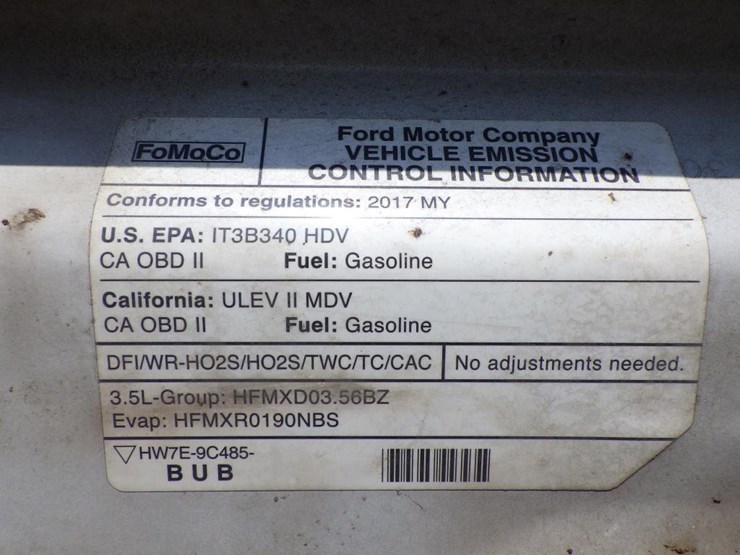 FoMoCo
Ford Motor Company
VEHICLE EMISSION
CONTROL INFORMATION
Conforms to regulations: 2017 MY
U.S. EPA: IT3B340 HDV
CA OBD II Fuel: Gasoline
California: ULEV II MDV
CA OBD II Fuel: Gasoline
DFI/WR-HO2S/HO2S/TWC/TC/CAC No adjustments needed.
3.5L-Group: HFMXD03.56BZ
Evap: HFMXR0190NBS
HW7E-9C485-
BUB